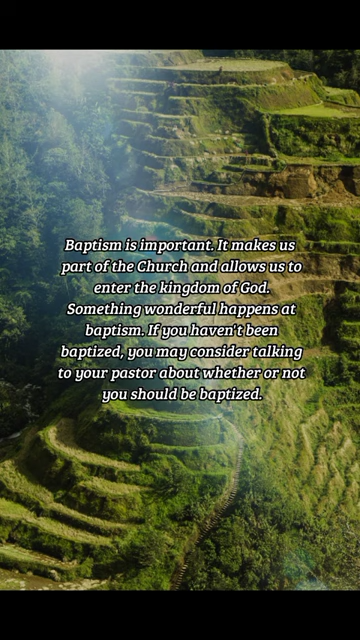 Baptism is important. It makes us
part of the Church and allows us to
enter the kingdom of God.
Something wonderful happens at
baptism. If you haven't been
baptized, you may consider talking
to your pastor about whether or not
you should be baptized.